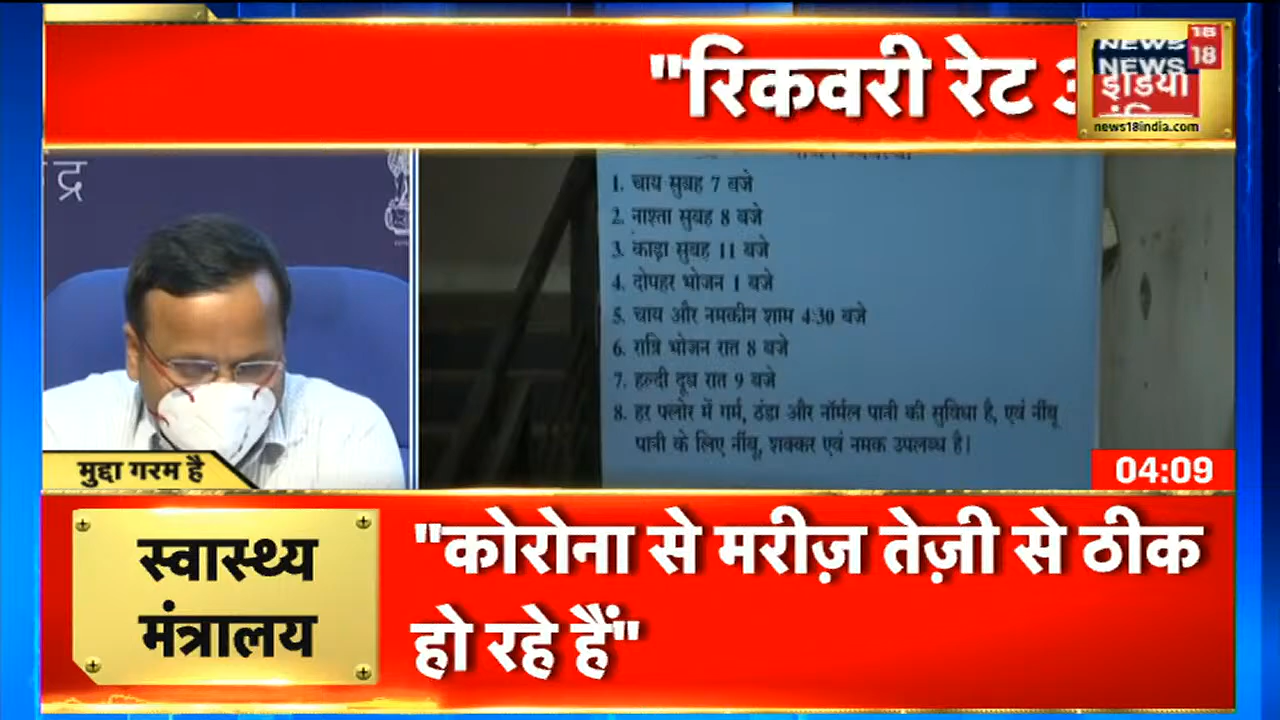 "रिकवरी रेट
NEWS 18
NEWS 18
इंडिया
news18india.com
द्र
1. चाय सुबह 7 बजे
2. नाश्ता सुबह 8 बजे
3. काड़ा सुबह 11 बजे
4. दोपहर भोजन 1 बजे
5. चाय और नमकीन शाम 4:30 बजे
6. रात्रि भोजन रात 8 बजे
7. हल्दी दूध रात 9 बजे
8. हर फ्लोर में गर्म, ठंडा और नॉर्मल पानी की सुविधा है, एवं नींबू
पानी के लिए नींबू, शक्कर एवं नमक उपलब्ध है।
मुद्दा गरम है
04:09
स्वास्थ्य
मंत्रालय
"कोरोना से मरीज़ तेज़ी से ठीक
हो रहे हैं"